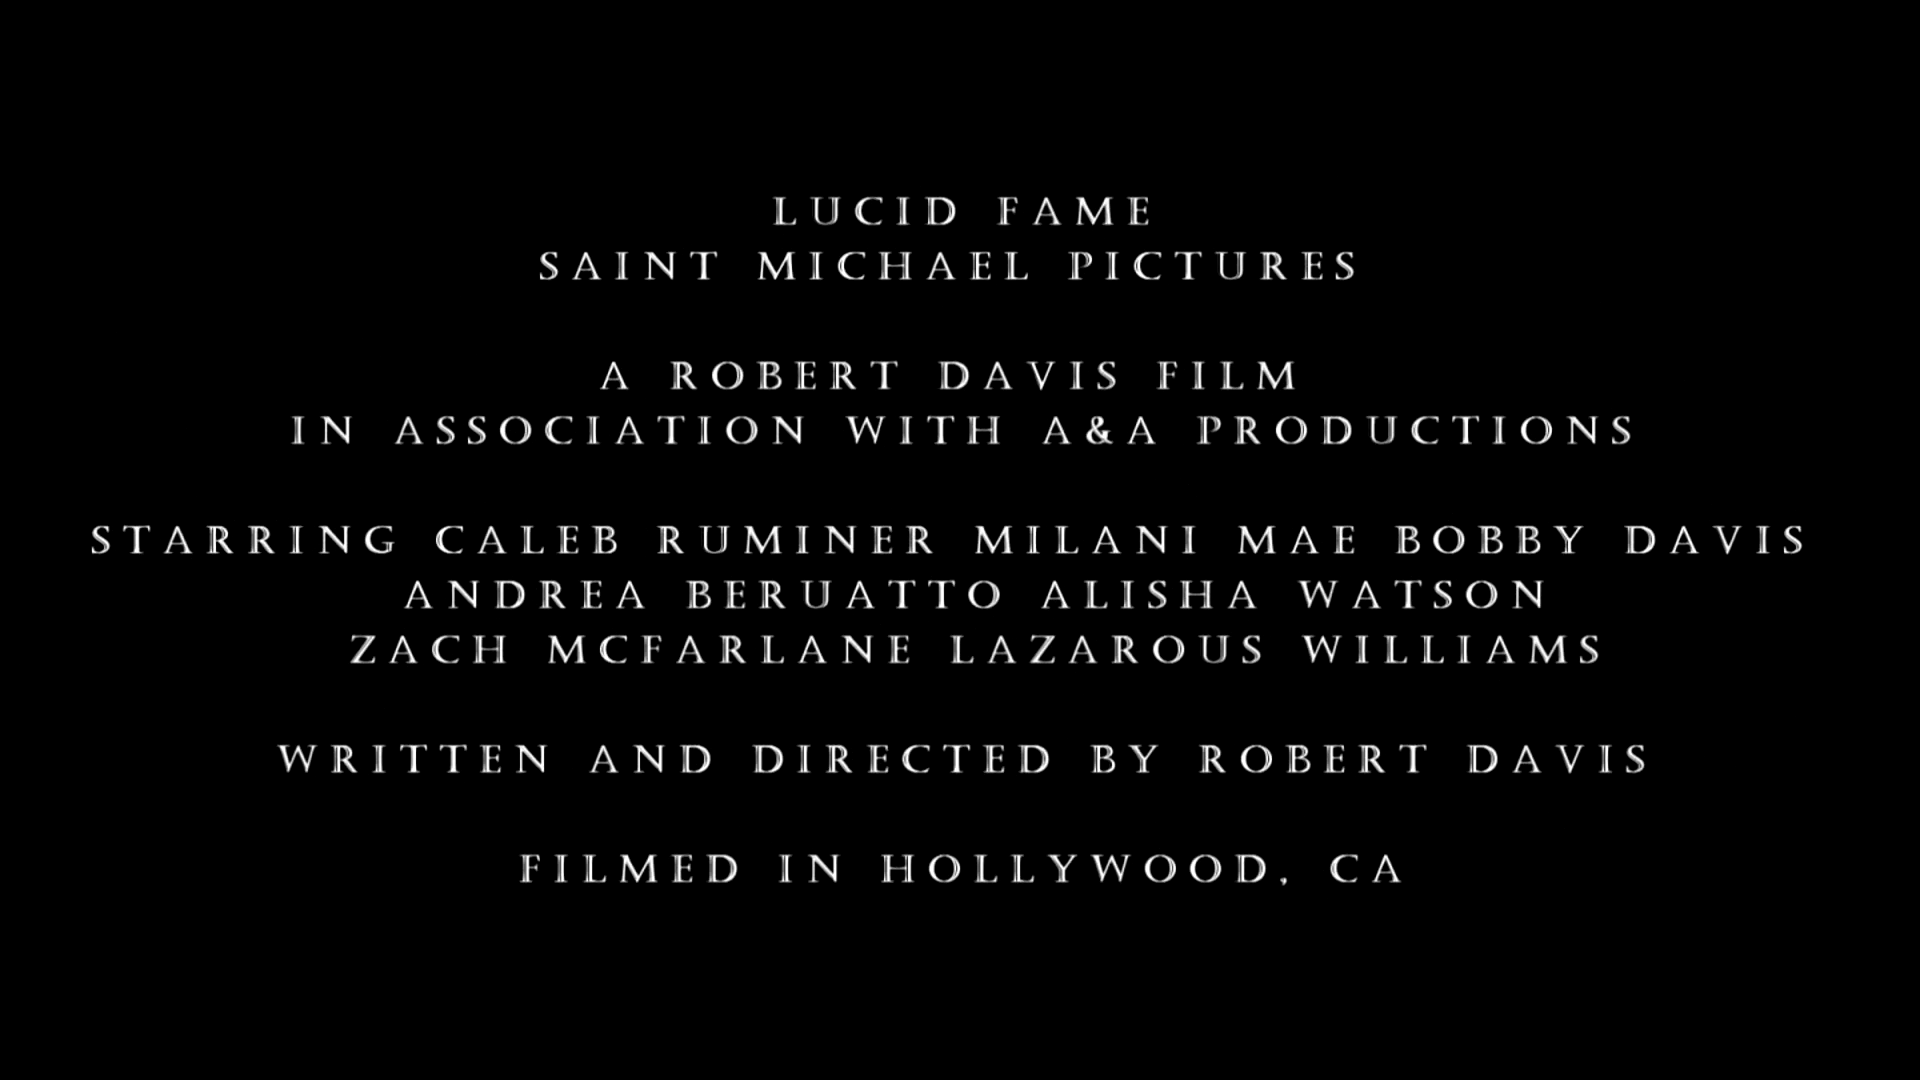 LUCID FAME
SAINT MICHAEL PICTURES
A ROBERT DAVIS FILM
IN ASSOCIATION WITH A&A PRODUCTIONS
STARRING CALEB RUMINER MILANI MAE BOBBY DAVIS
ANDREA BERUATTO ALISHA WATSON
ZACH MCFARLANE LAZAROUS WILLIAMS
WRITTEN AND DIRECTED BY ROBERT DAVIS
FILMED IN HOLLYWOOD, CA